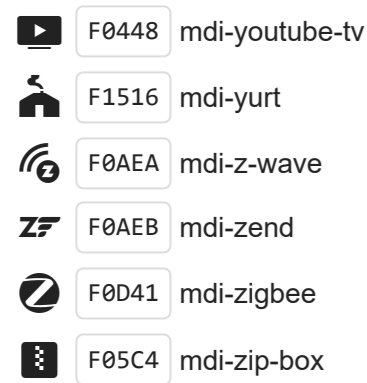 F0448 mdi-youtube-tv
F1516 mdi-yurt
F0AEA mdi-z-wave
F0AEB mdi-zend
F0D41 mdi-zigbee
F05C4 mdi-zip-box